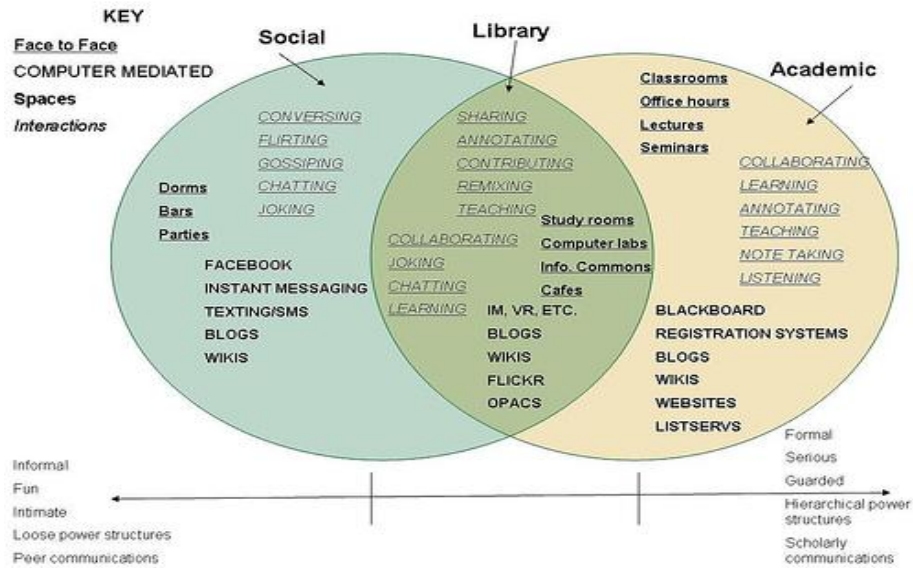 KEY
Face to Face
COMPUTER MEDIATED
Spaces
Interactions
Social
Library
Academic
CONVERSING
FLIRTING
GOSSIPING
CHATTING
JOKING
Dorms
Bars
Parties
FACEBOOK
INSTANT MESSAGING
TEXTING/SMS
BLOGS
WIKIS
SHARING
ANNOTATING
CONTRIBUTING
REMIXING
TEACHING
COLLABORATING
JOKING
CHATTING
LEARNING
Study rooms
Computer labs
Info. Commons
Cafes
IM, VR, ETC.
BLOGS
WIKIS
FLICKR
OPACS
Classrooms
Office hours
Lectures
Seminars
COLLABORATING
LEARNING
ANNOTATING
TEACHING
NOTE TAKING
LISTENING
BLACKBOARD
REGISTRATION SYSTEMS
BLOGS
WIKIS
WEBSITES
LISTSERVS
Informal
Fun
Intimate
Loose power structures
Peer communications
Formal
Serious
Guarded
Hierarchical power
structures
Scholarly
communications